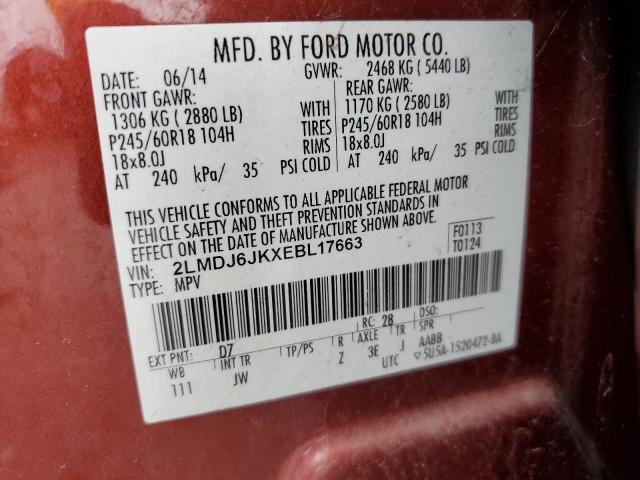 MFD. BY FORD MOTOR CO.
DATE: 06/14 GVWR: 2468 KG ( 5440 LB)
FRONT GAWR: REAR GAWR:
1306 KG ( 2880 LB) WITH 1170 KG ( 2580 LB) WITH
P245/60R18 104H TIRES P245/60R18 104H TIRES
18x8.0J RIMS 18x8.0J RIMS
AT 240 kPa/ 35 PSI COLD AT 240 kPa/ 35 PSI COLD
THIS VEHICLE CONFORMS TO ALL APPLICABLE FEDERAL MOTOR
VEHICLE SAFETY AND THEFT PREVENTION STANDARDS IN
EFFECT ON THE DATE OF MANUFACTURE SHOWN ABOVE.
VIN: 2LMDJ6JKXEBL17663 F0113
TYPE: MPV T0124
EXT PNT: D7 RC: 28 DSO:
WB INT TR TP/PS R AXLE TR SPR
111 JW Z 3E J AABB
UTC ▽5U5A-1520472-BA